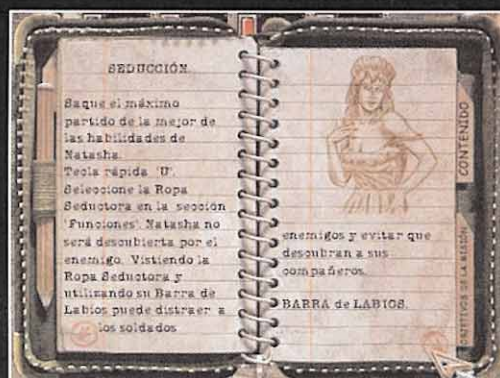 SEDUCCIÓN.
Saque el máximo
partido de la mejor de
las habilidades de
Natasha.
Tecla rápida 'U'.
Seleccione la Ropa
Seductora en la sección
'Funciones'. Natasha no
será descubierta por el
enemigo. Vistiendo la
Ropa Seductora y
utilizando su Barra de
Labios puede distraer a
los soldados
enemigos y evitar que
descubran a sus
compañeros.
BARRA de LABIOS.
CONTENIDO
OBJETIVOS DE LA MISIÓN